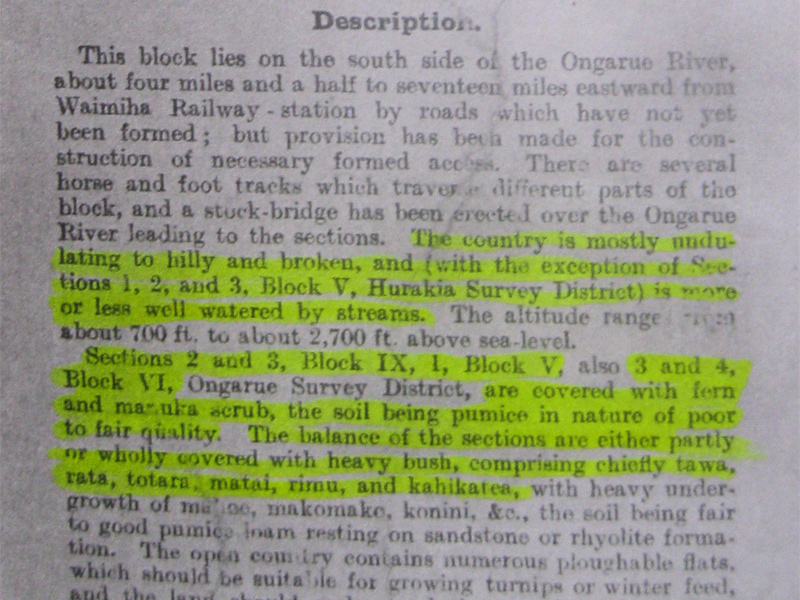 Description.
This block lies on the south side of the Ongarue River,
about four miles and a half to seventeen miles eastward from
Waimiha Railway-station by roads which have not yet
been formed; but provision has been made for the con-
struction of necessary formed access. There are several
horse and foot tracks which traverse different parts of the
block, and a stock-bridge has been erected over the Ongarue
River leading to the sections. The country is mostly undu-
lating to hilly and broken, and (with the exception of Sec-
tions 1, 2, and 3, Block V, Hurakia Survey District) is more
or less well watered by streams. The altitude range from
about 700 ft. to about 2,700 ft. above sea-level.
Sections 2 and 3, Block IX, 1, Block V, also 3 and 4,
Block VI, Ongarue Survey District, are covered with fern
and manuka scrub, the soil being pumice in nature of poor
to fair quality. The balance of the sections are either partly
or wholly covered with heavy bush, comprising chiefly tawa,
rata, totara, matai, rimu, and kahikatea, with heavy under-
growth of mahoe, makomako, konini, &c., the soil being fair
to good pumice loam resting on sandstone or rhyolite forma-
tion. The open country contains numerous ploughable flats,
which should be suitable for growing turnips or winter feed,
and the land should